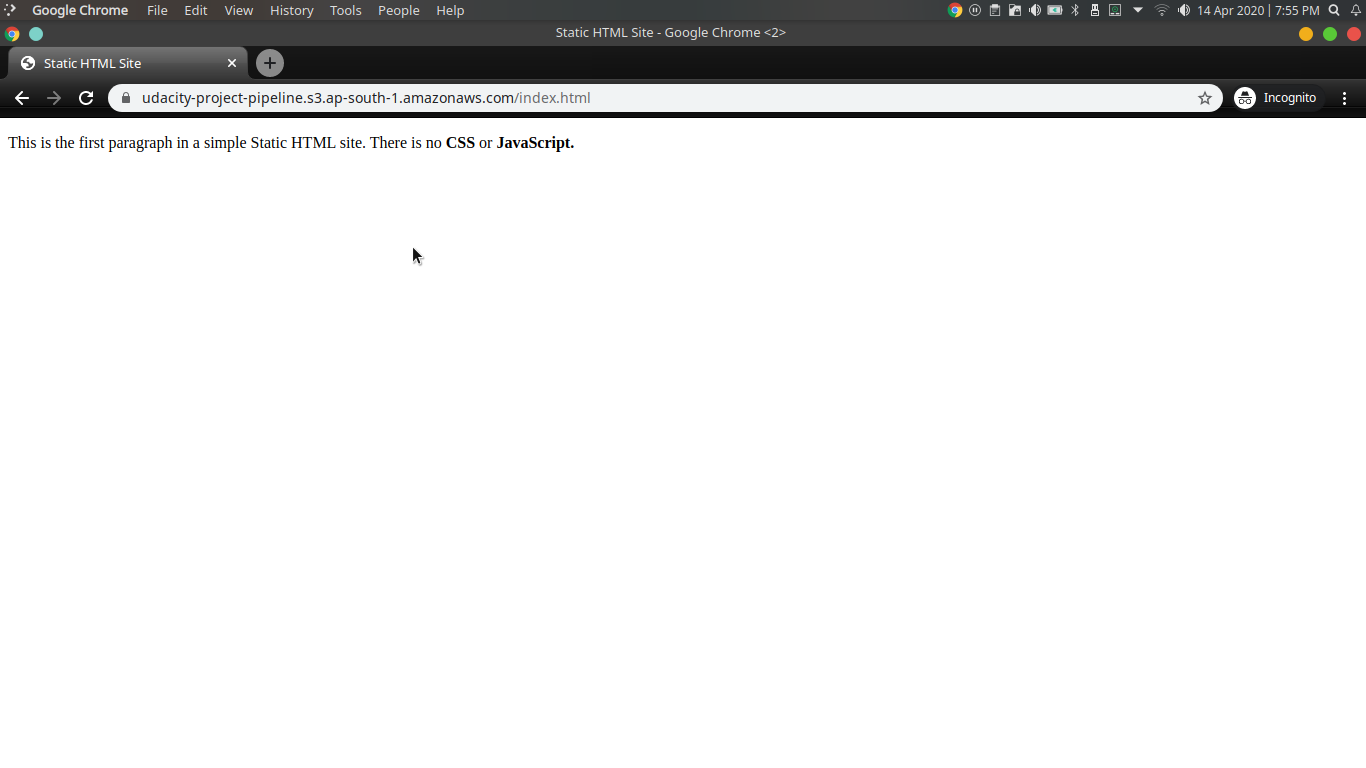 Google Chrome File Edit View History Tools People Help 14 Apr 2020 | 7:55 PM
Static HTML Site - Google Chrome <2>
Static HTML Site
udacity-project-pipeline.s3.ap-south-1.amazonaws.com/index.html Incognito
This is the first paragraph in a simple Static HTML site. There is no CSS or JavaScript.